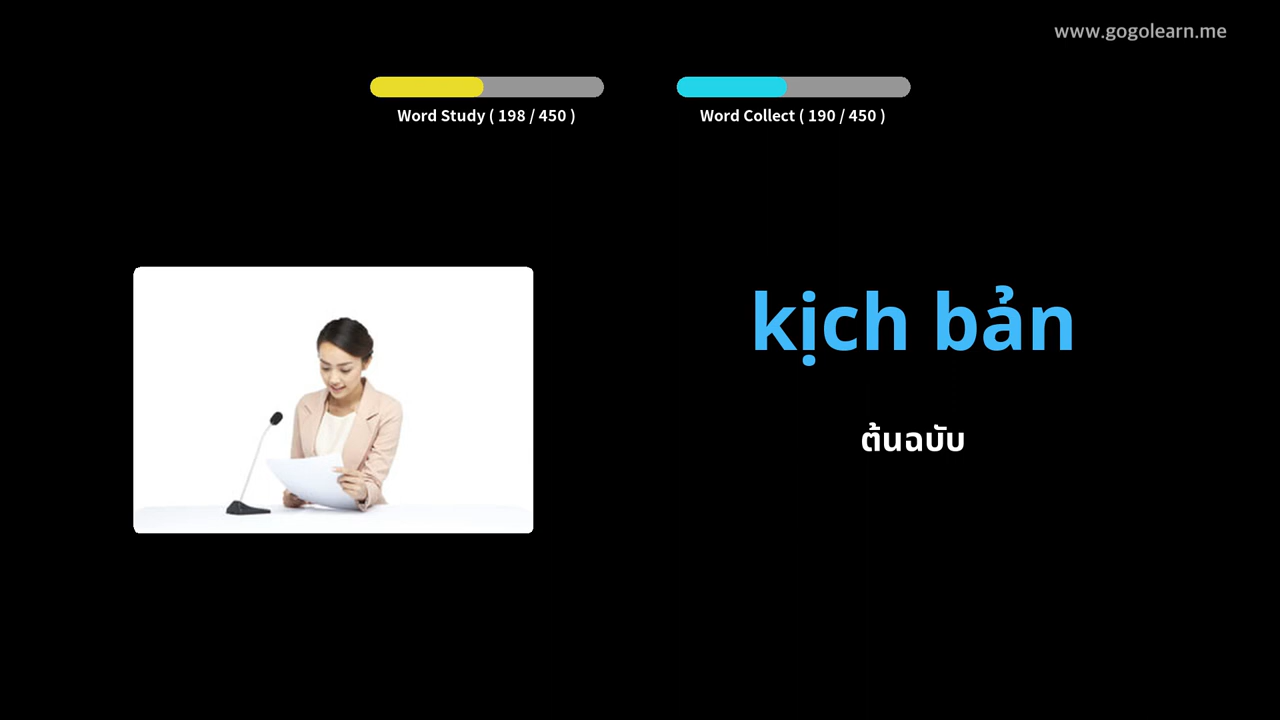 www.gogolearn.me
Word Study ( 198 / 450 )
Word Collect ( 190 / 450 )
kịch bản
ต้นฉบับ